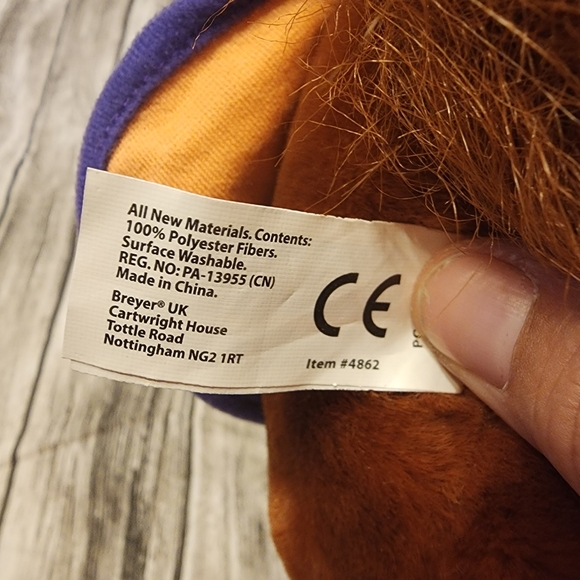 All New Materials. Contents:
100% Polyester Fibers.
Surface Washable.
REG. NO: PA-13955 (CN)
Made in China.
Breyer® UK
Cartwright House
Tottle Road
Nottingham NG2 1RT
CE
Item #4862